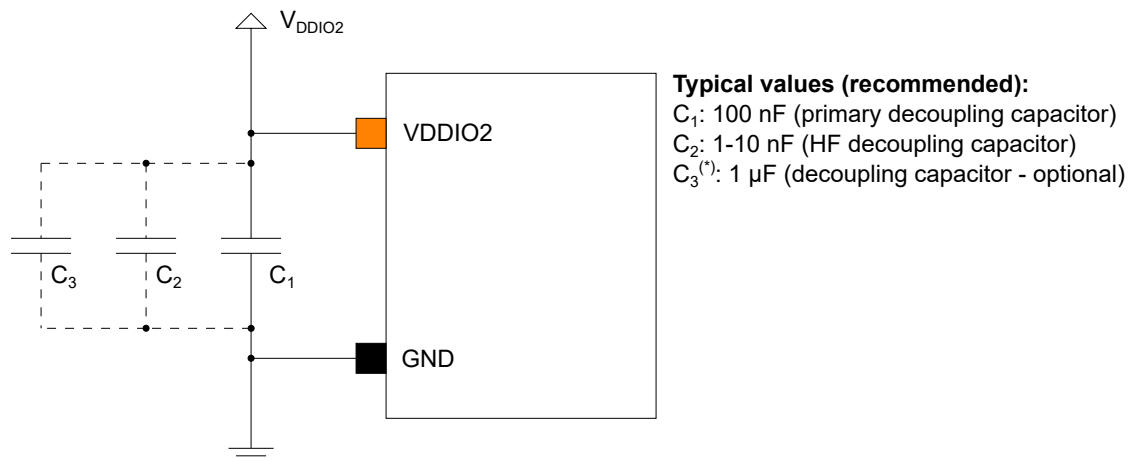 V_DDIO2
VDDIO2
C₃
C₂
C₁
GND
Typical values (recommended):
C₁: 100 nF (primary decoupling capacitor)
C₂: 1-10 nF (HF decoupling capacitor)
C₃⁽*⁾: 1 µF (decoupling capacitor - optional)